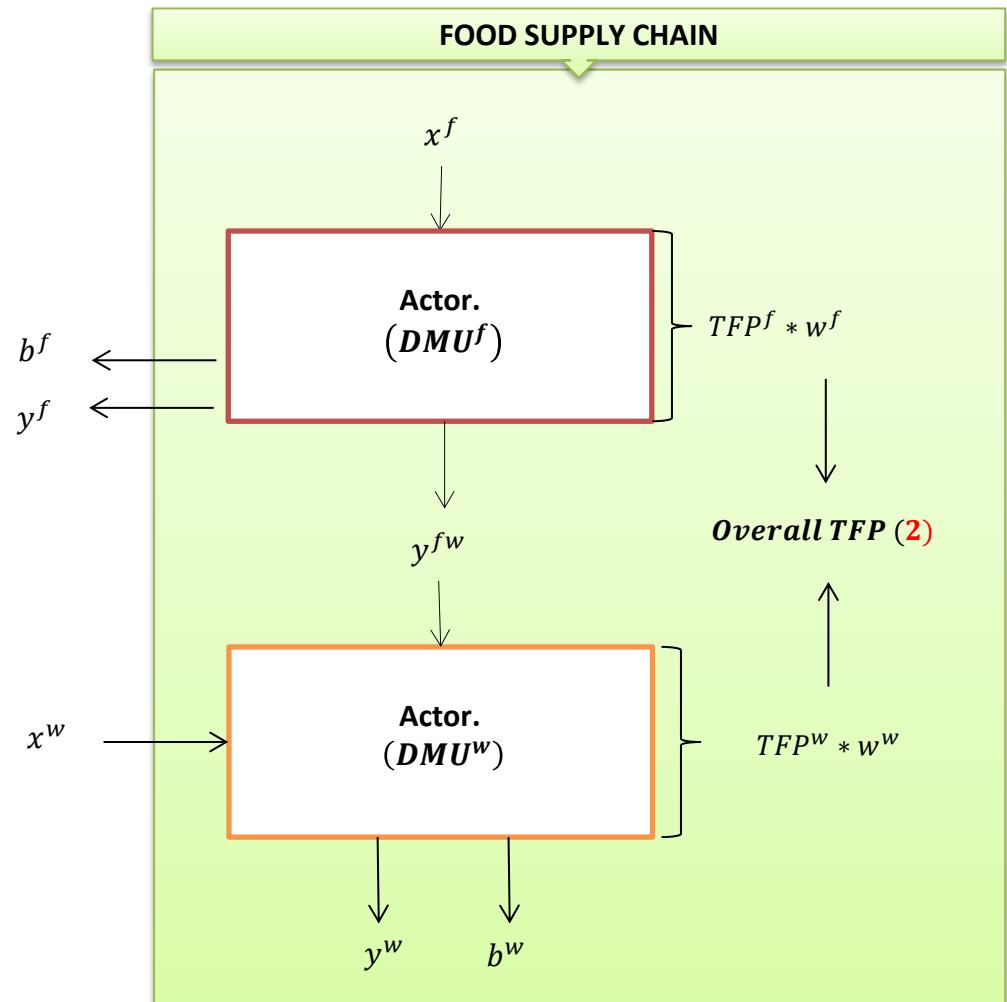 FOOD SUPPLY CHAIN
x^f
Actor.
(DMU^f)
TFP^f * w^f
b^f
y^f
Overall TFP (2)
y^{fw}
Actor.
(DMU^w)
x^w
TFP^w * w^w
y^w
b^w